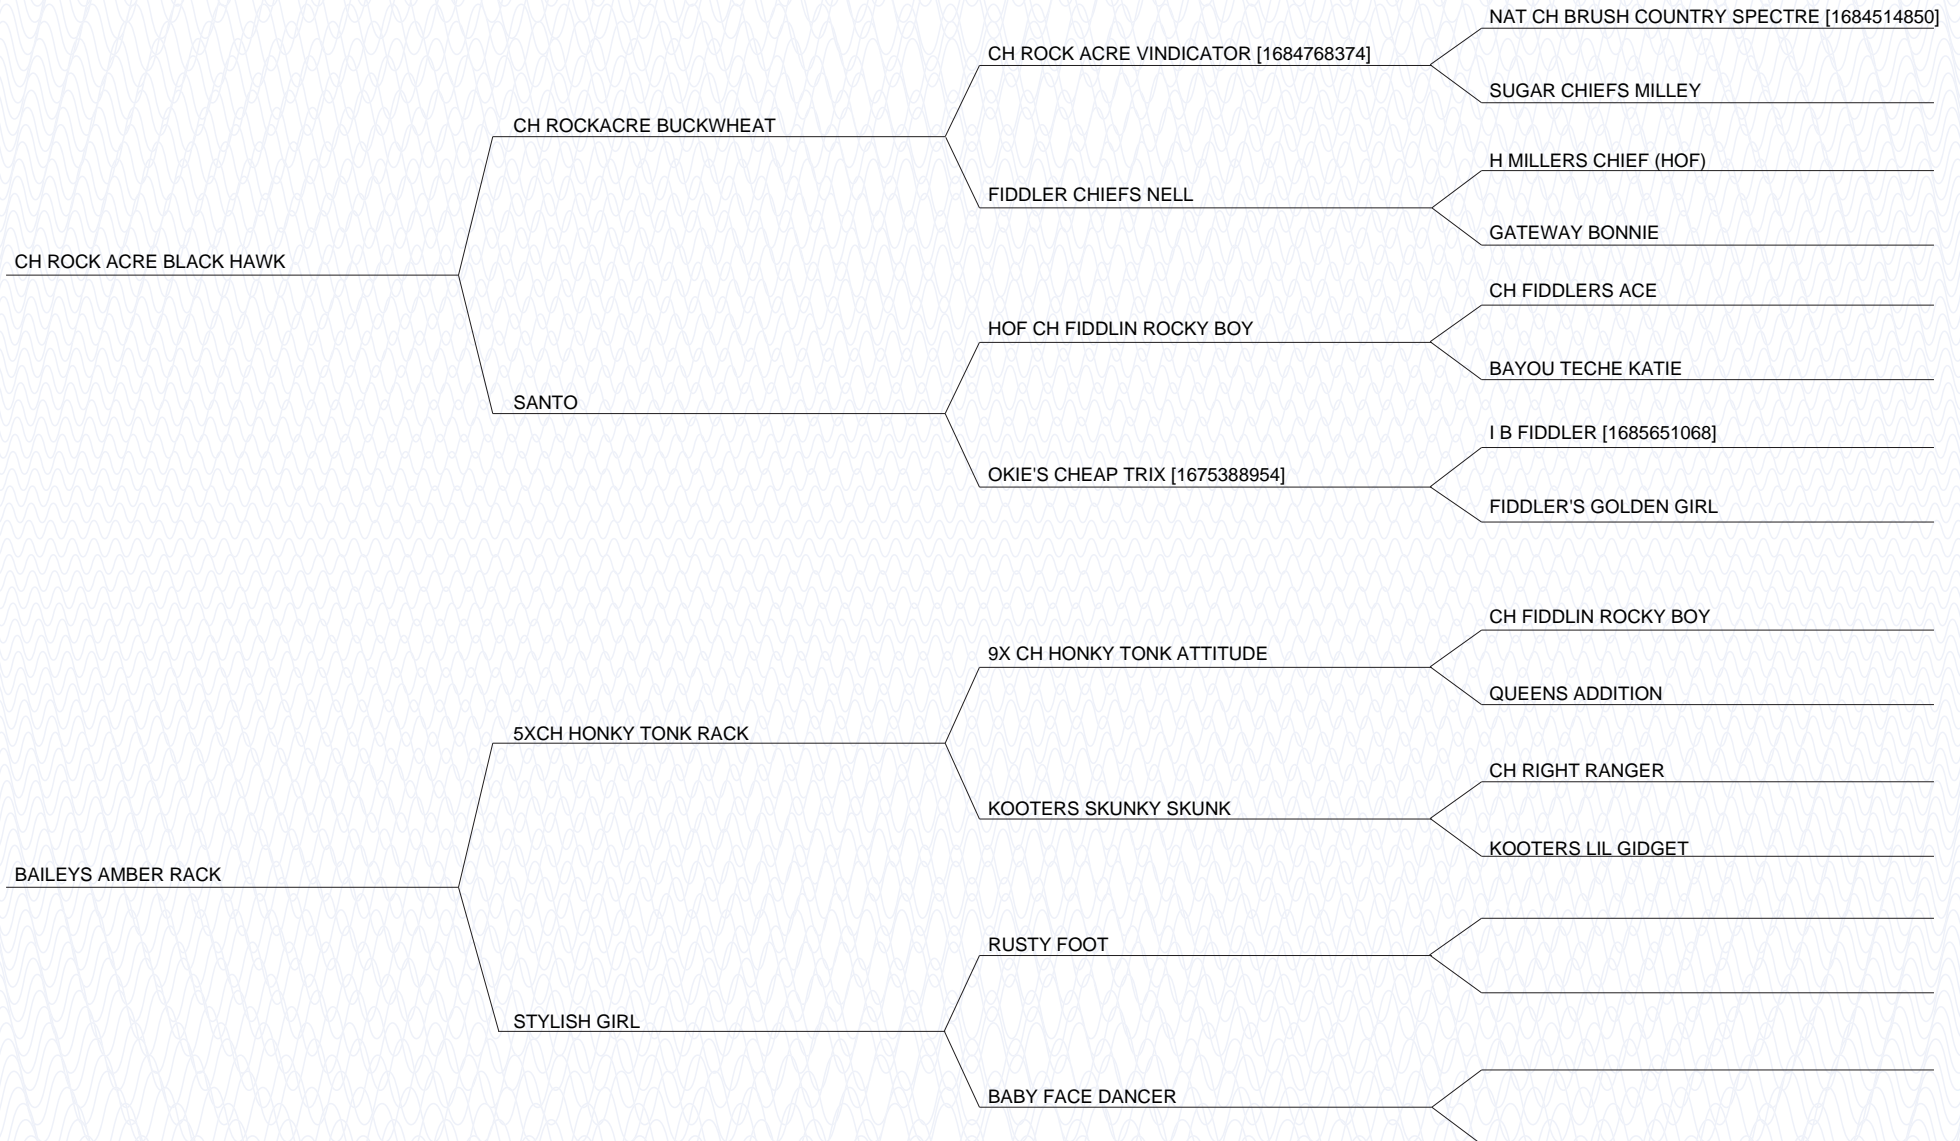 NAT CH BRUSH COUNTRY SPECTRE [1684514850]
CH ROCK ACRE VINDICATOR [1684768374]
SUGAR CHIEFS MILLEY
CH ROCKACRE BUCKWHEAT
H MILLERS CHIEF (HOF)
FIDDLER CHIEFS NELL
GATEWAY BONNIE
CH ROCK ACRE BLACK HAWK
CH FIDDLERS ACE
HOF CH FIDDLIN ROCKY BOY
BAYOU TECHE KATIE
SANTO
I B FIDDLER [1685651068]
OKIE'S CHEAP TRIX [1675388954]
FIDDLER'S GOLDEN GIRL
CH FIDDLIN ROCKY BOY
9X CH HONKY TONK ATTITUDE
QUEENS ADDITION
5XCH HONKY TONK RACK
CH RIGHT RANGER
KOOTERS SKUNKY SKUNK
KOOTERS LIL GIDGET
BAILEYS AMBER RACK
RUSTY FOOT
STYLISH GIRL
BABY FACE DANCER